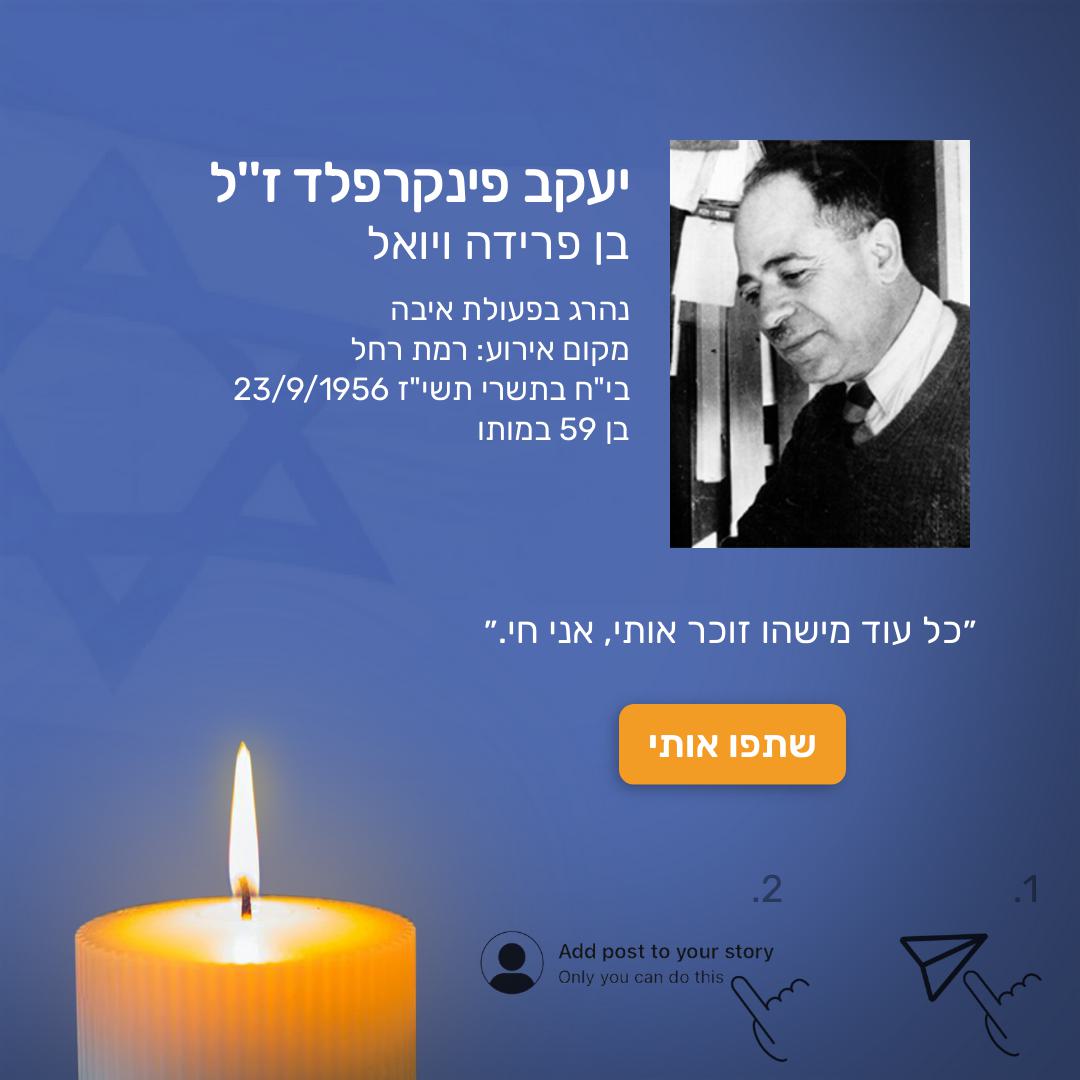 יעקב פינקרפלד ז"ל
בן פרידה ויואל
נהרג בפעולת איבה
מקום אירוע: רמת רחל
בי"ח בתשרי תשי"ז 23/9/1956
בן 59 במותו
״כל עוד מישהו זוכר אותי, אני חי.״
שתפו אותי
.1
.2
Add post to your story
Only you can do this